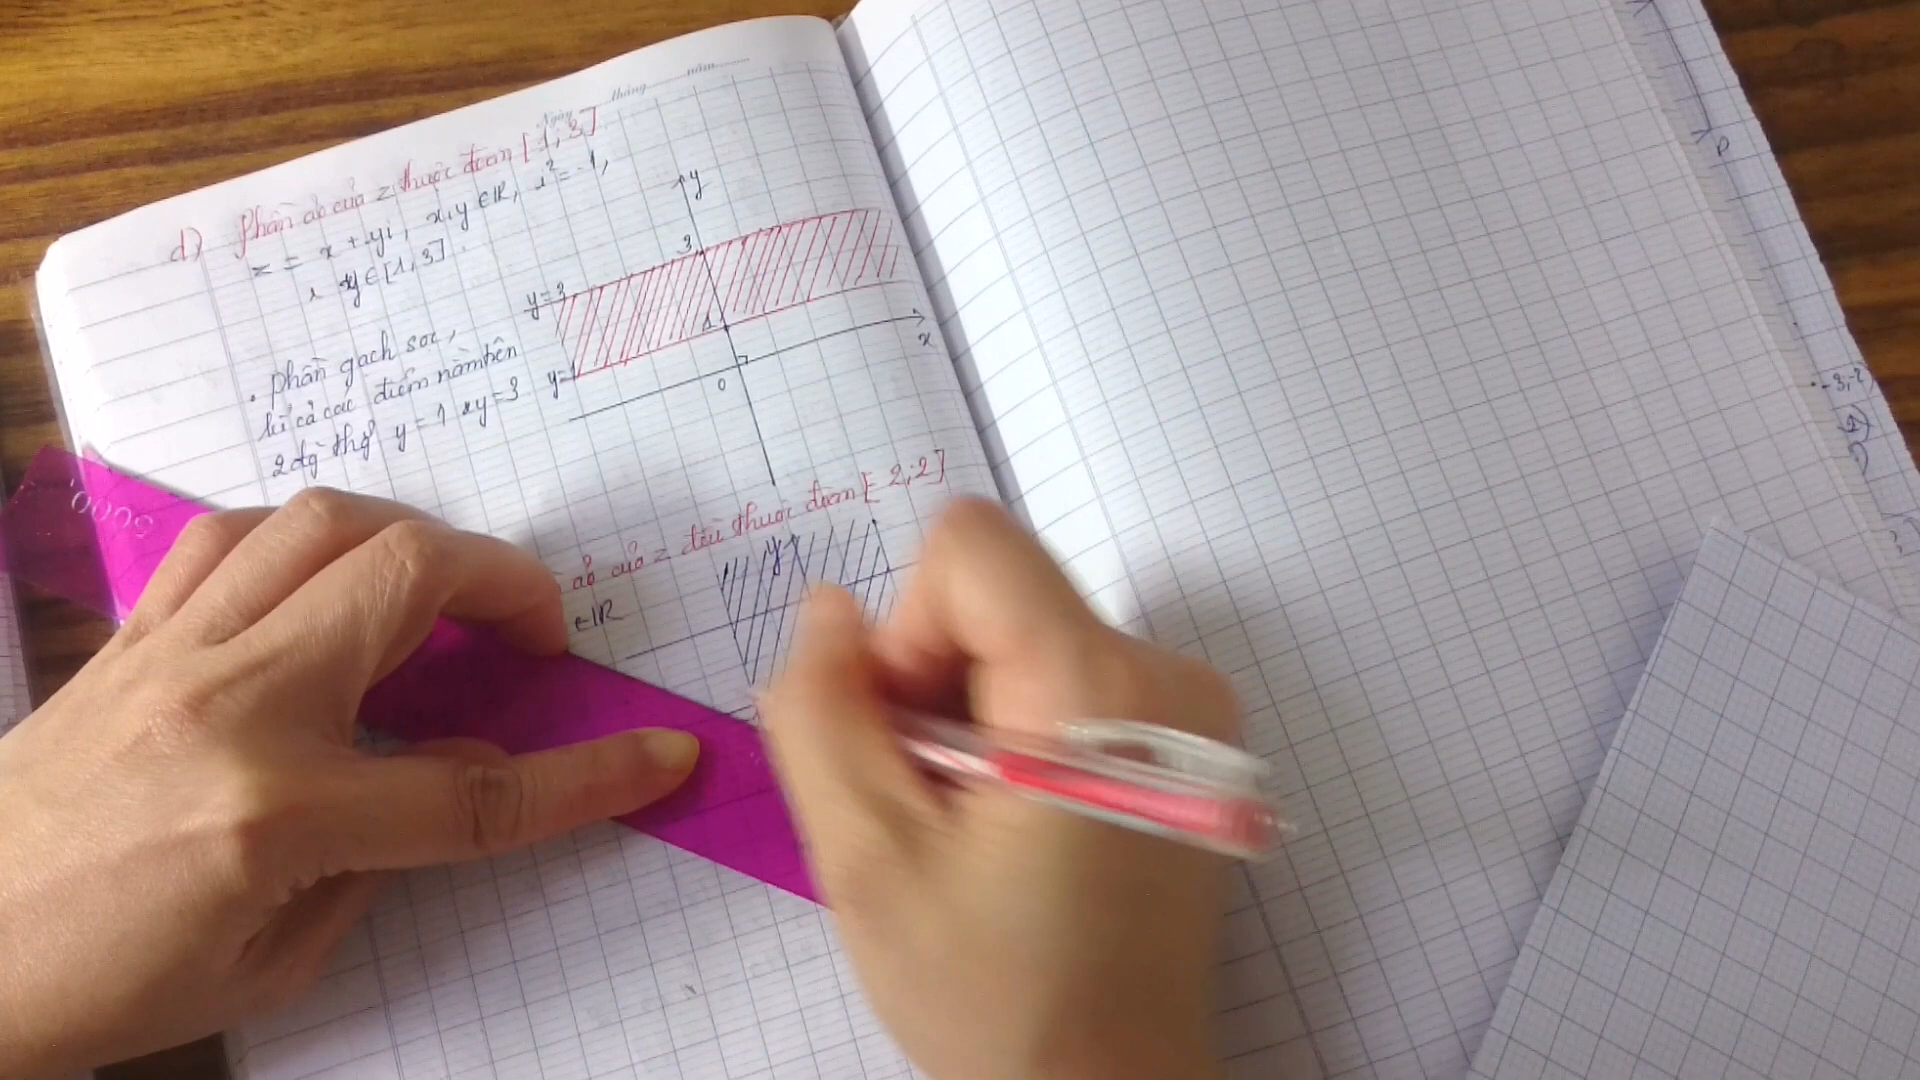 Ngày tháng năm
d) Phần ảo của z thuộc đoạn [1;3]
z = x + yi, x,y ∈ ℝ, i² = -1,
y ∈ [1,3].
y
3
y=3
1
y=1
x
0
. Phần gạch sọc,
kể cả các điểm nằm trên
2 đg thg y = 1 y=3
ảo của z đều thuộc đoạn [-2;2]
∈ ℝ
y
5000
P
-3;-2